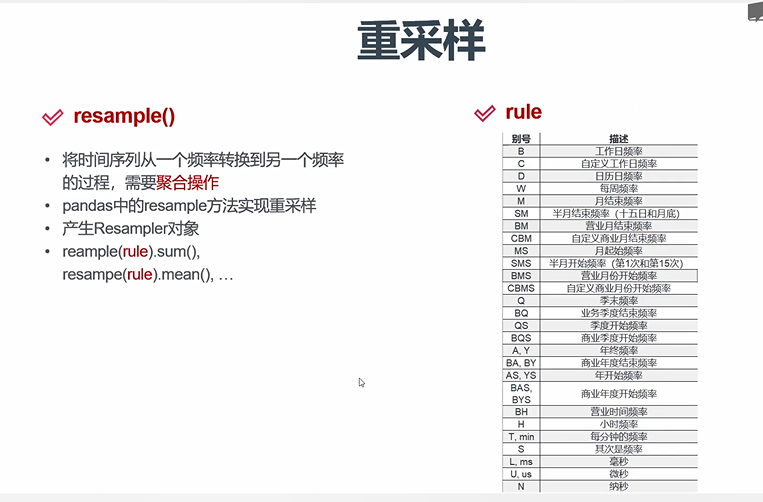 重采样
resample()
• 将时间序列从一个频率转换到另一个频率
的过程，需要聚合操作
• pandas中的resample方法实现重采样
• 产生Resampler对象
• reample(rule).sum(),
resampe(rule).mean(), …
rule
别号 描述
B 工作日频率
C 自定义工作日频率
D 日历日频率
W 每周频率
M 月结束频率
SM 半月结束频率（十五日和月底）
BM 营业月结束频率
CBM 自定义商业月结束频率
MS 月起始频率
SMS 半月开始频率（第1次和第15次）
BMS 营业月份开始频率
CBMS 自定义商业月份开始频率
Q 季末频率
BQ 业务季度结束频率
QS 季度开始频率
BQS 商业季度开始频率
A, Y 年终频率
BA, BY 商业年度结束频率
AS, YS 年开始频率
BAS,
BYS 商业年度开始频率
BH 营业时间频率
H 小时频率
T, min 每分钟的频率
S 其次是频率
L, ms 毫秒
U, us 微秒
N 纳秒